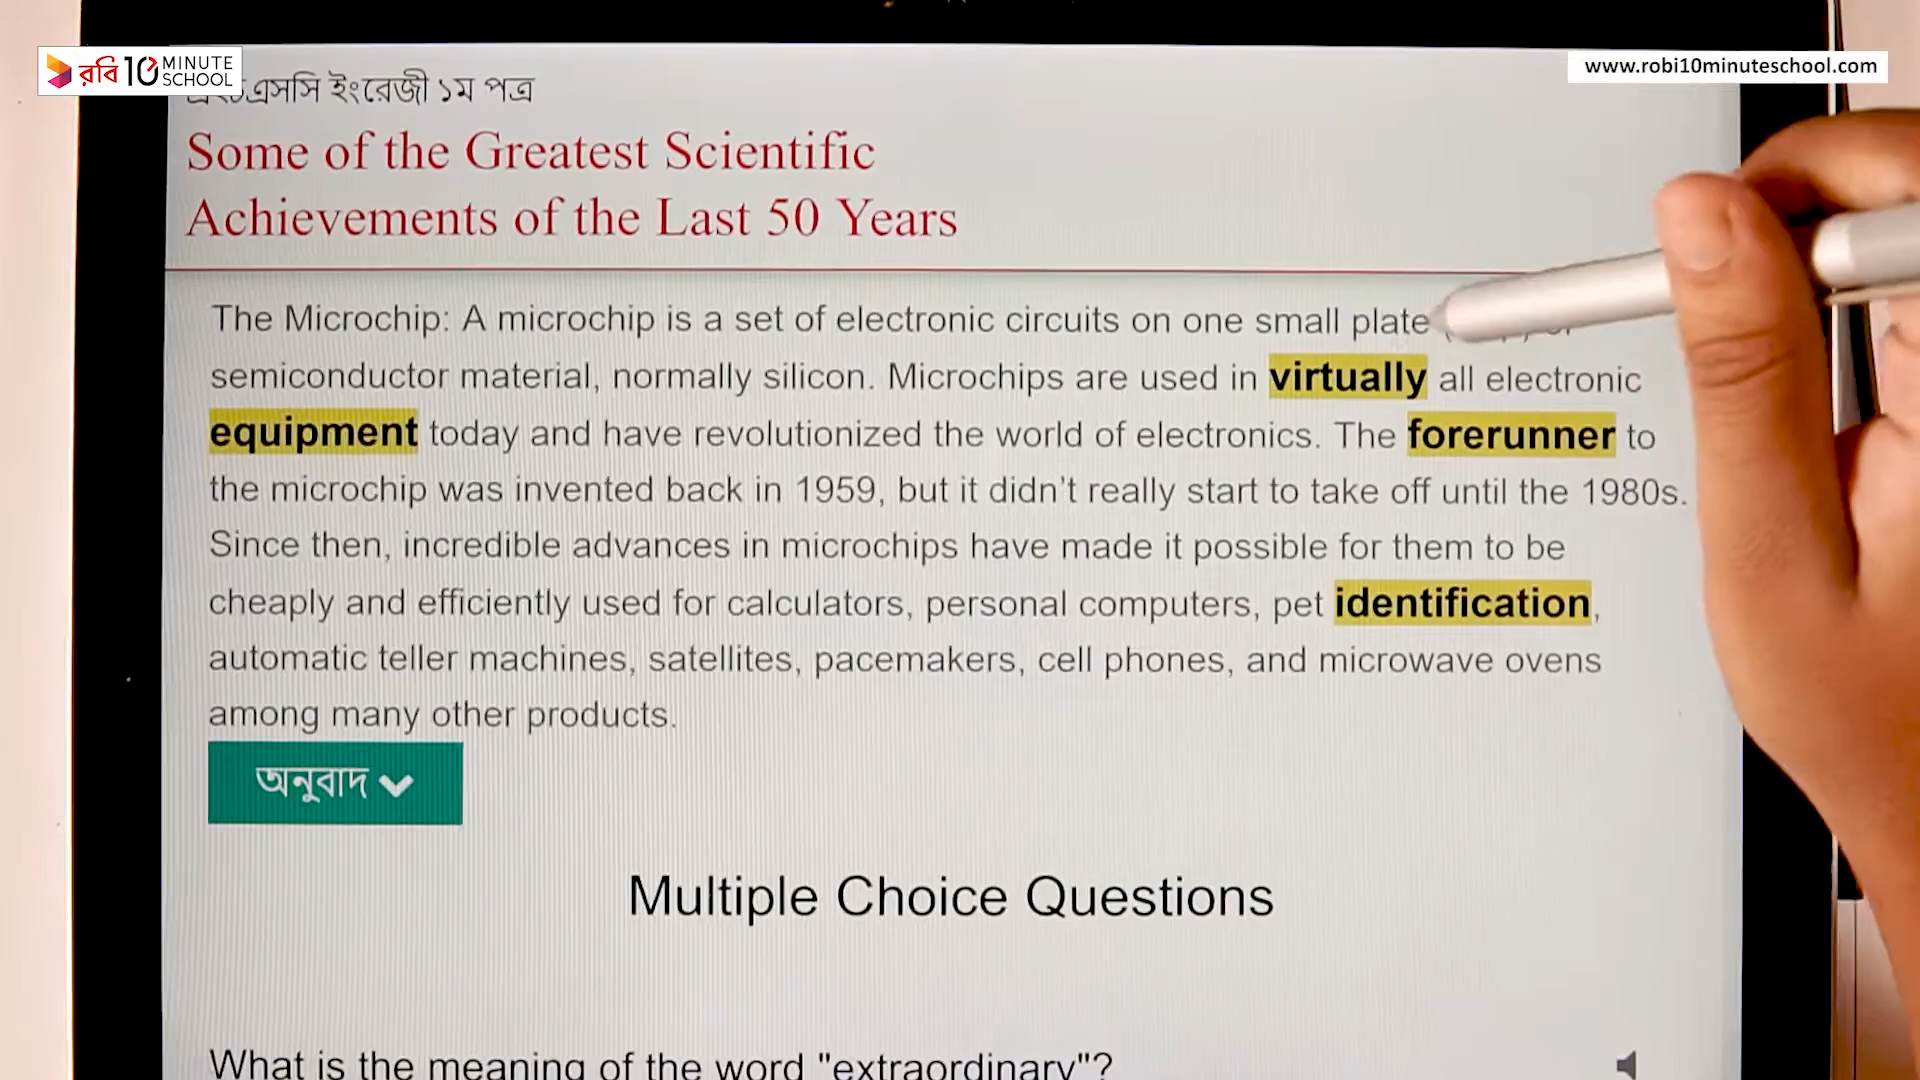 রবি 10 MINUTE SCHOOL
www.robi10minuteschool.com
ইংরেজী ১ম পত্র
Some of the Greatest Scientific
Achievements of the Last 50 Years
The Microchip: A microchip is a set of electronic circuits on one small plate
semiconductor material, normally silicon. Microchips are used in virtually all electronic
equipment today and have revolutionized the world of electronics. The forerunner to
the microchip was invented back in 1959, but it didn't really start to take off until the 1980s.
Since then, incredible advances in microchips have made it possible for them to be
cheaply and efficiently used for calculators, personal computers, pet identification,
automatic teller machines, satellites, pacemakers, cell phones, and microwave ovens
among many other products.
অনুবাদ
Multiple Choice Questions
What is the meaning of the word "extraordinary"?